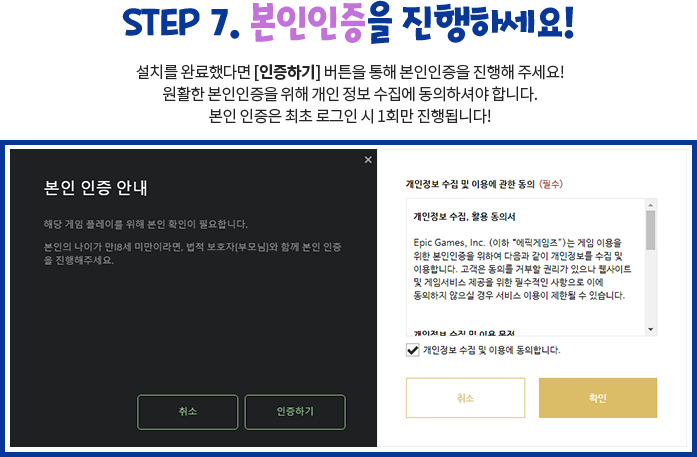 STEP 7. 본인인증을 진행하세요!
설치를 완료했다면 [인증하기] 버튼을 통해 본인인증을 진행해 주세요!
원활한 본인인증을 위해 개인 정보 수집에 동의하셔야 합니다.
본인 인증은 최초 로그인 시 1회만 진행됩니다!
본인 인증 안내
해당 게임 플레이를 위해 본인 확인이 필요합니다.
본인의 나이가 만18세 미만이라면, 법적 보호자(부모님)와 함께 본인 인증
을 진행해주세요.
취소
인증하기
개인정보 수집 및 이용에 관한 동의 (필수)
개인정보 수집, 활용 동의서
Epic Games, Inc. (이하 “에픽게임즈”)는 게임 이용을
위한 본인인증을 위하여 다음과 같이 개인정보를 수집 및
이용합니다. 고객은 동의를 거부할 권리가 있으나 웹사이트
및 게임서비스 제공을 위한 필수적인 사항으로 이에
동의하지 않으실 경우 서비스 이용이 제한될 수 있습니다.
개인정보 수집 및 이용 목적
개인정보 수집 및 이용에 동의합니다.
취소
확인